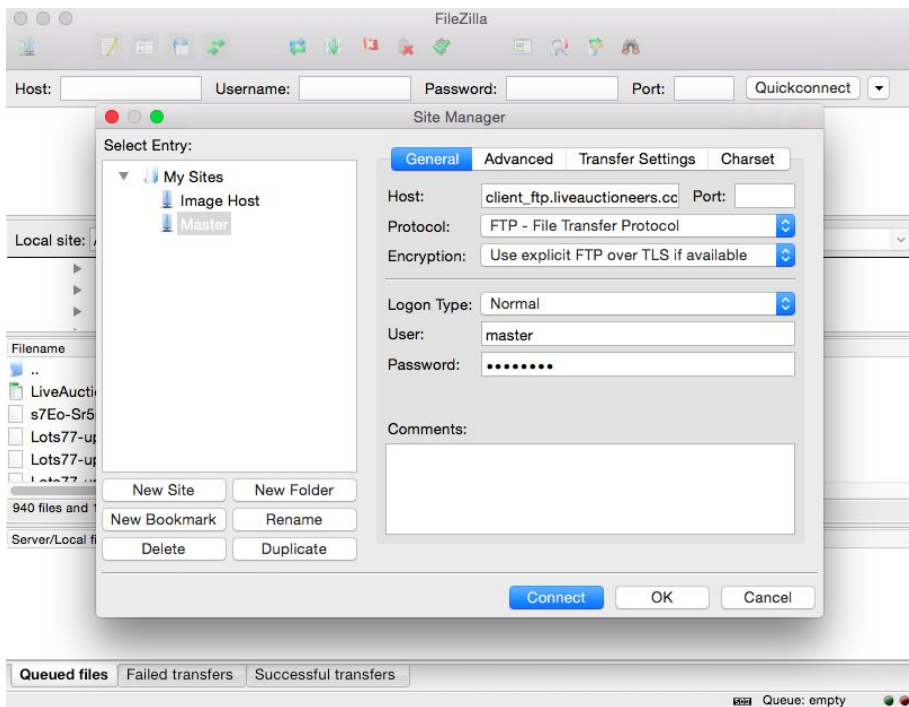 FileZilla
Host: Username: Password: Port: Quickconnect
Site Manager
Select Entry:
My Sites
Image Host
Master
General Advanced Transfer Settings Charset
Host: client_ftp.liveauctioneers.cc Port:
Protocol: FTP - File Transfer Protocol
Encryption: Use explicit FTP over TLS if available
Logon Type: Normal
User: master
Password: ••••••••
Comments:
New Site New Folder
New Bookmark Rename
Delete Duplicate
Connect OK Cancel
Local site:
Filename
..
LiveAucti
s7Eo-Sr5
Lots77-up
Lots77-up
940 files and
Server/Local fi
Queued files Failed transfers Successful transfers
Queue: empty